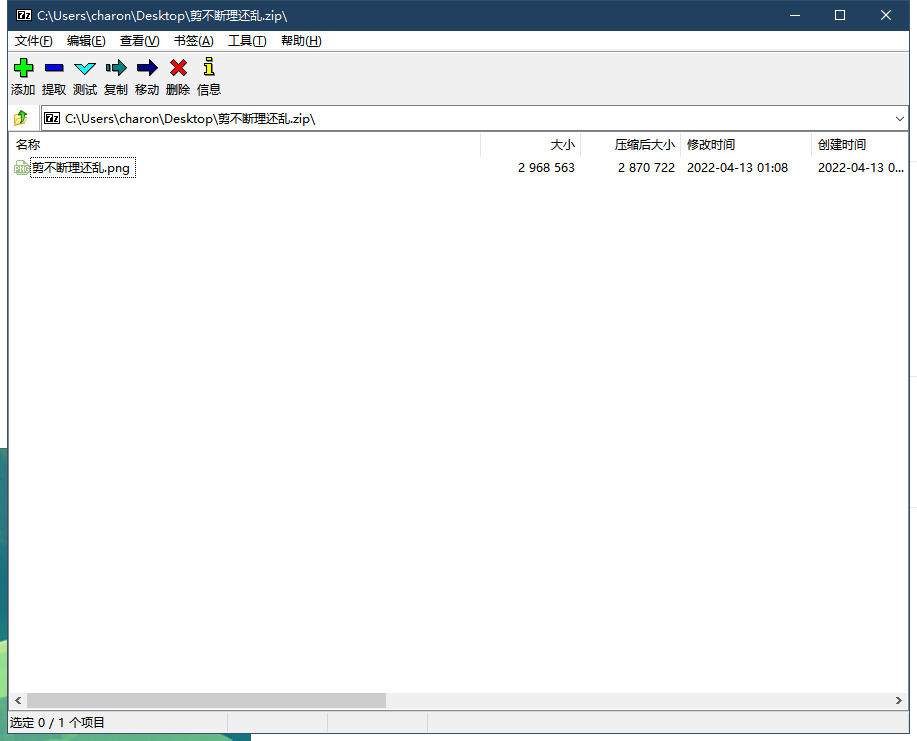 C:\Users\charon\Desktop\剪不断理还乱.zip\
文件(F) 编辑(E) 查看(V) 书签(A) 工具(T) 帮助(H)
添加 提取 测试 复制 移动 删除 信息
C:\Users\charon\Desktop\剪不断理还乱.zip\
名称 大小 压缩后大小 修改时间 创建时间
剪不断理还乱.png 2 968 563 2 870 722 2022-04-13 01:08 2022-04-13 0...
选定 0 / 1 个项目